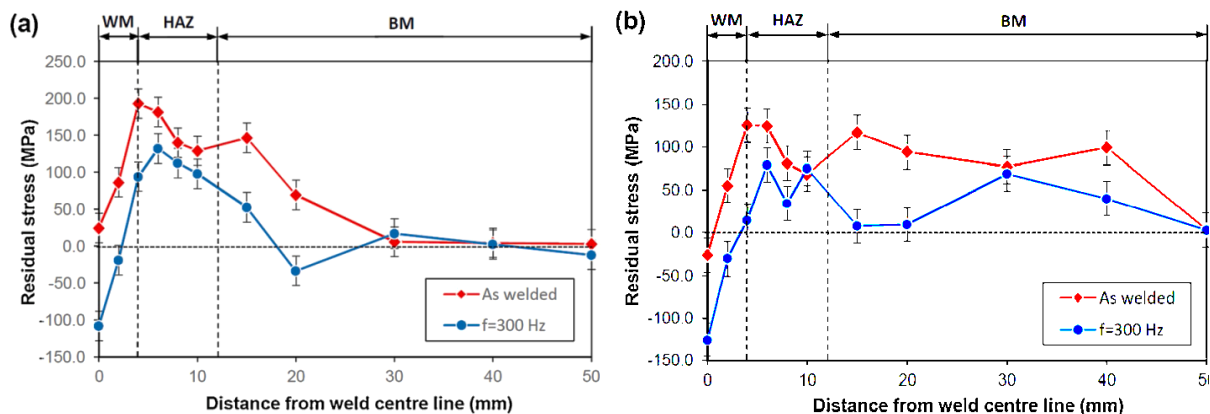 (a)
WM HAZ BM
250.0
200.0
150.0
100.0
50.0
0.0
-50.0
-100.0
-150.0
Residual stress (MPa)
As welded
f=300 Hz
0 10 20 30 40 50
Distance from weld centre line (mm)
(b)
WM HAZ BM
200.0
150.0
100.0
50.0
0.0
-50.0
-100.0
-150.0
Residual stress (MPa)
As welded
f=300 Hz
0 10 20 30 40 50
Distance from weld centre line (mm)